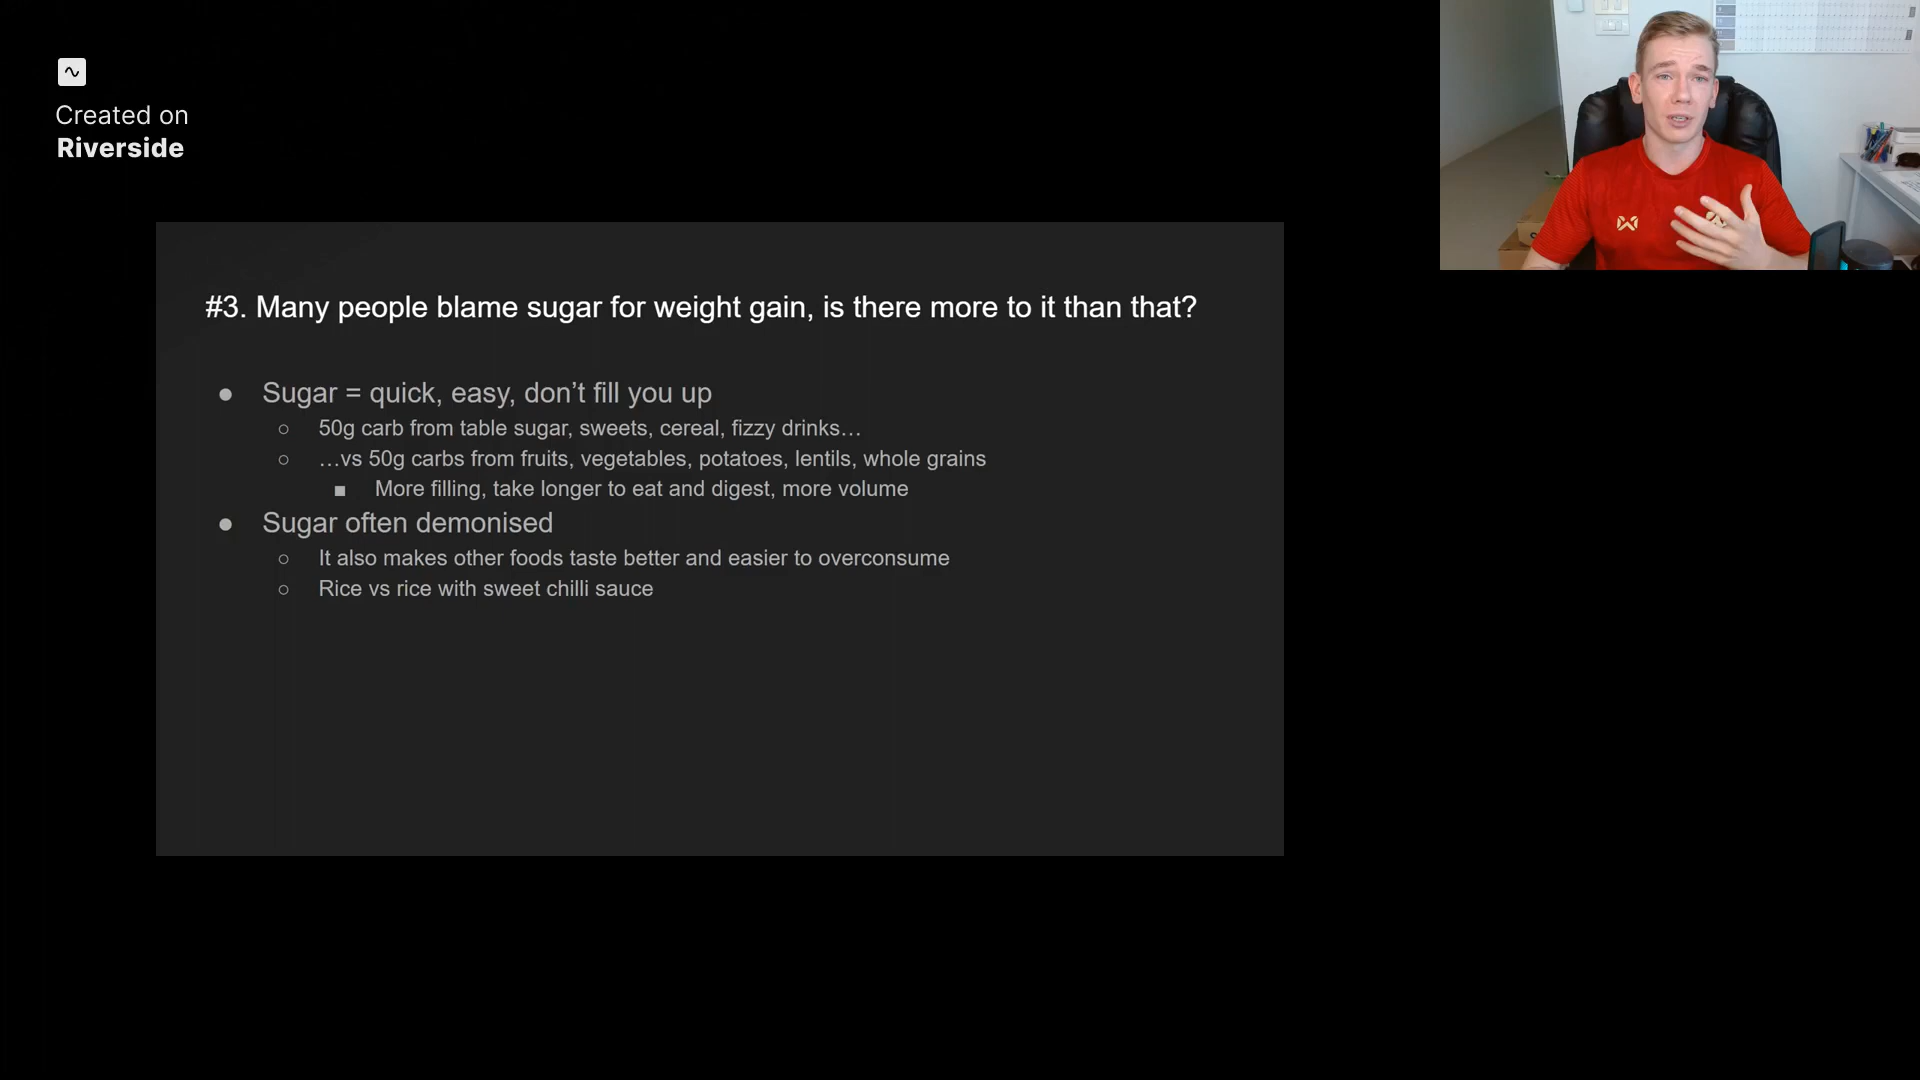 Created on
Riverside
#3. Many people blame sugar for weight gain, is there more to it than that?
● Sugar = quick, easy, don’t fill you up
○ 50g carb from table sugar, sweets, cereal, fizzy drinks…
○ …vs 50g carbs from fruits, vegetables, potatoes, lentils, whole grains
■ More filling, take longer to eat and digest, more volume
● Sugar often demonised
○ It also makes other foods taste better and easier to overconsume
○ Rice vs rice with sweet chilli sauce